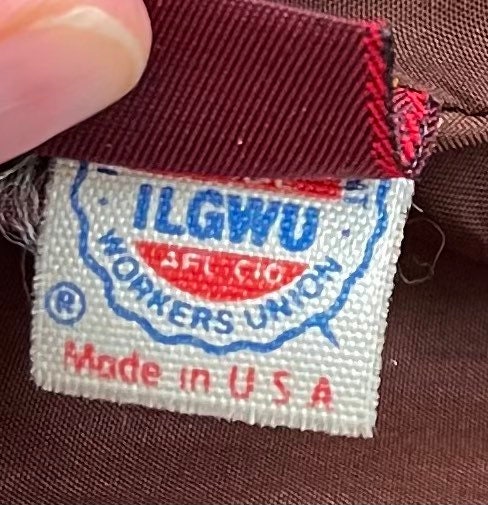 ILGWU
AFL-CIO
WORKERS UNION
®
Made in U S A